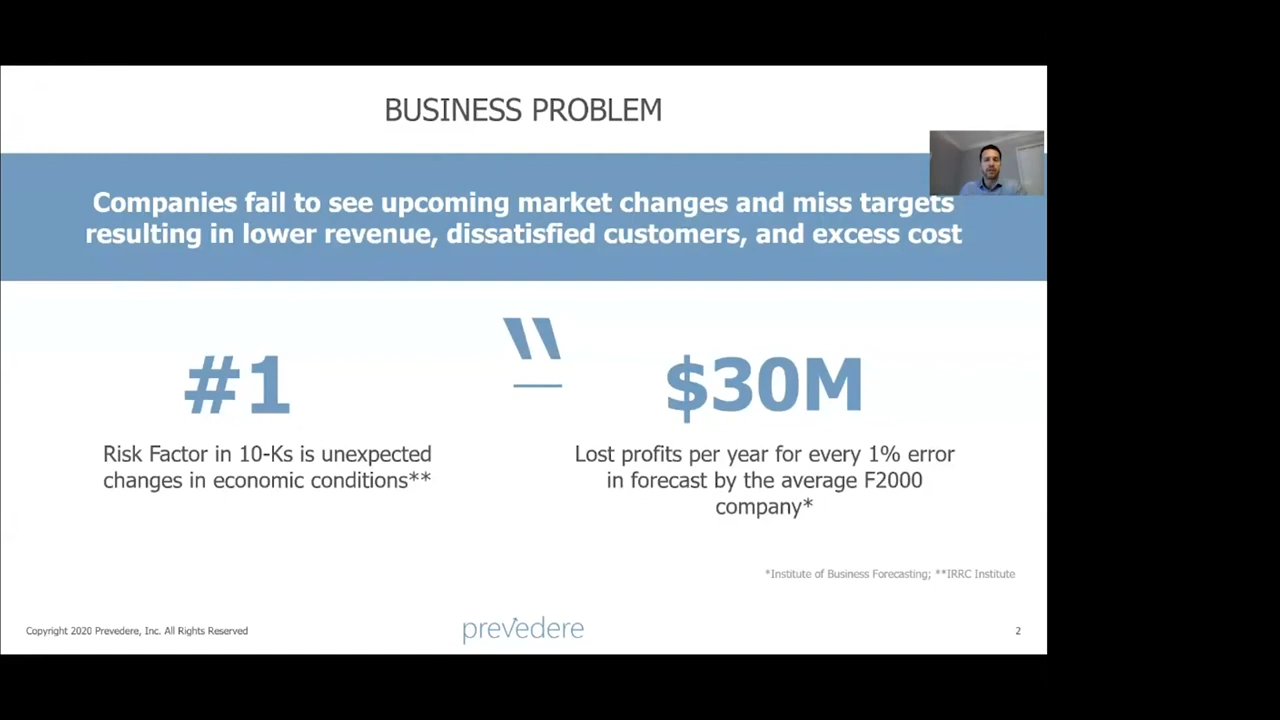 BUSINESS PROBLEM
Companies fail to see upcoming market changes and miss targets
resulting in lower revenue, dissatisfied customers, and excess cost
#1
Risk Factor in 10-Ks is unexpected
changes in economic conditions**
$30M
Lost profits per year for every 1% error
in forecast by the average F2000
company*
*Institute of Business Forecasting; **IRRC Institute
Copyright 2020 Prevedere, Inc. All Rights Reserved
prevedere
2